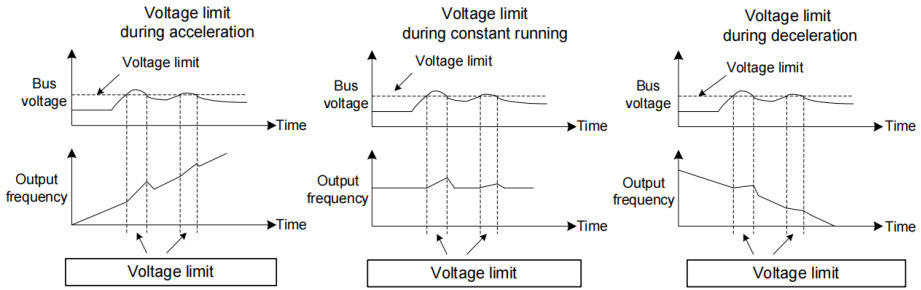 Voltage limit
during acceleration
Voltage limit
Bus
voltage
Time
Output
frequency
Time
Voltage limit
Voltage limit
during constant running
Voltage limit
Bus
voltage
Time
Output
frequency
Time
Voltage limit
Voltage limit
during deceleration
Voltage limit
Bus
voltage
Time
Output
frequency
Time
Voltage limit